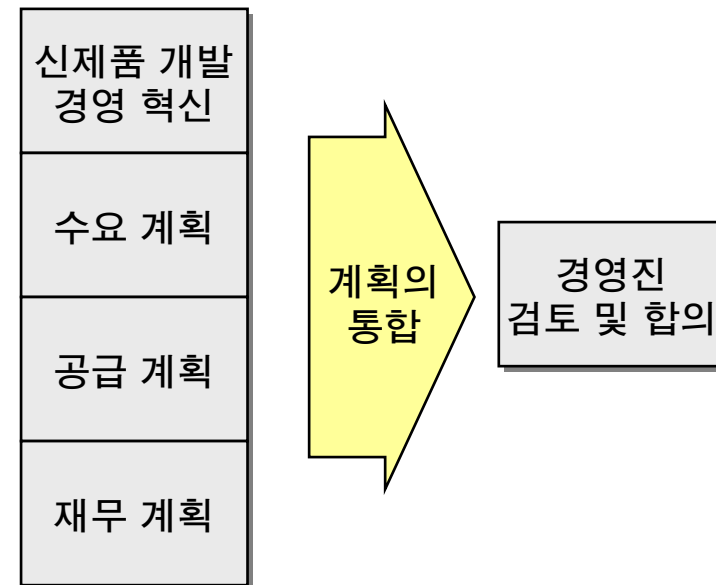 신제품 개발
경영 혁신
수요 계획
공급 계획
재무 계획
계획의
통합
경영진
검토 및 합의